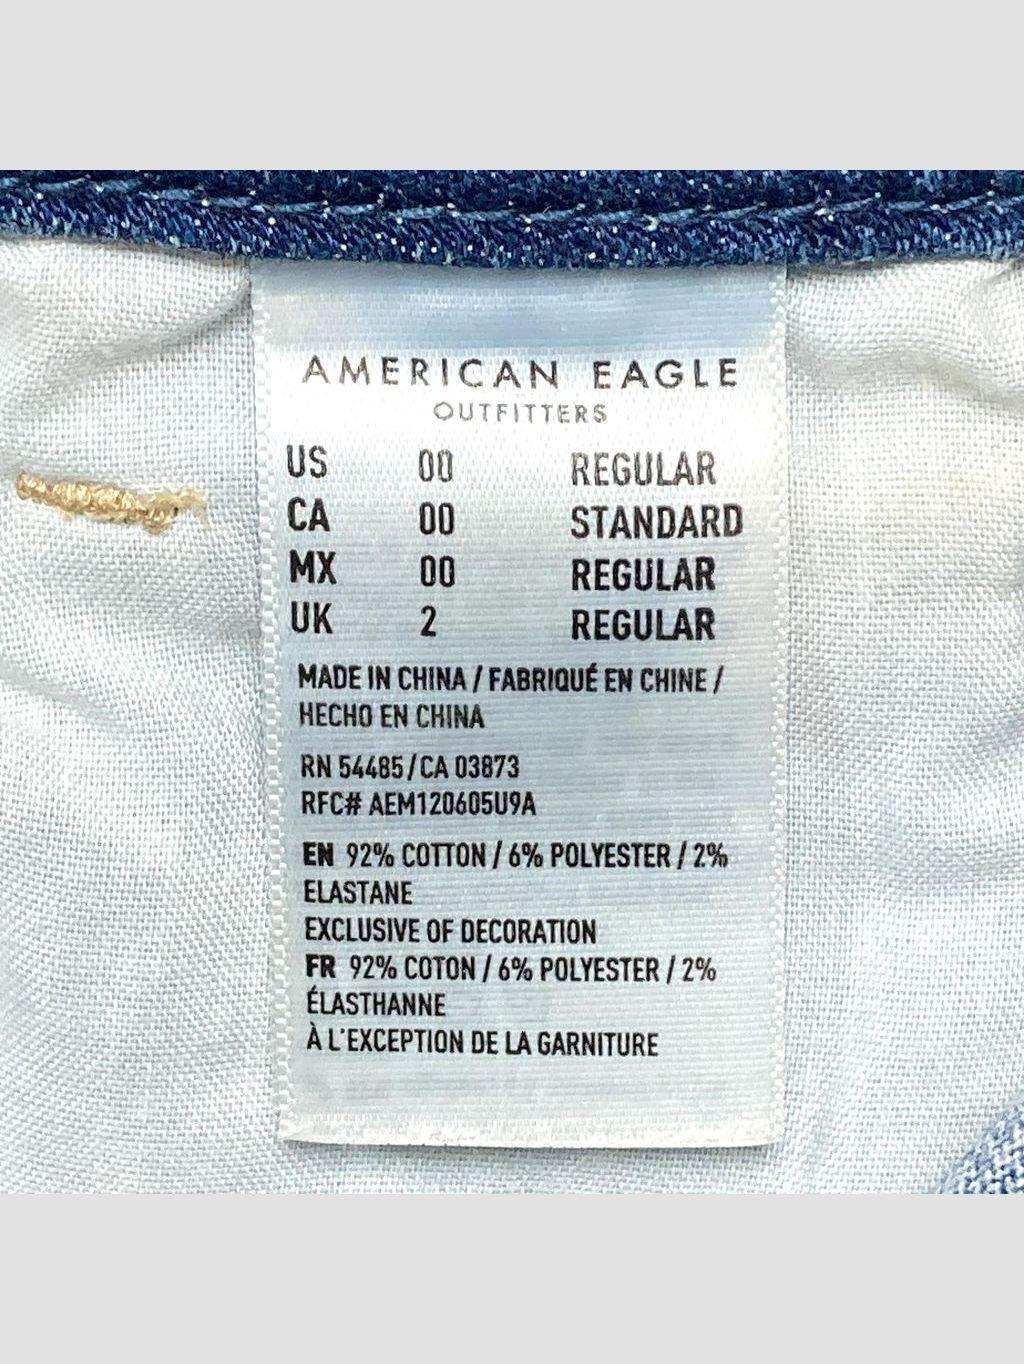 AMERICAN EAGLE
OUTFITTERS
US 00 REGULAR
CA 00 STANDARD
MX 00 REGULAR
UK 2 REGULAR
MADE IN CHINA / FABRIQUÉ EN CHINE /
HECHO EN CHINA
RN 54485/CA 03873
RFC# AEM120605U9A
EN 92% COTTON / 6% POLYESTER / 2%
ELASTANE
EXCLUSIVE OF DECORATION
FR 92% COTON / 6% POLYESTER / 2%
ÉLASTHANNE
À L'EXCEPTION DE LA GARNITURE